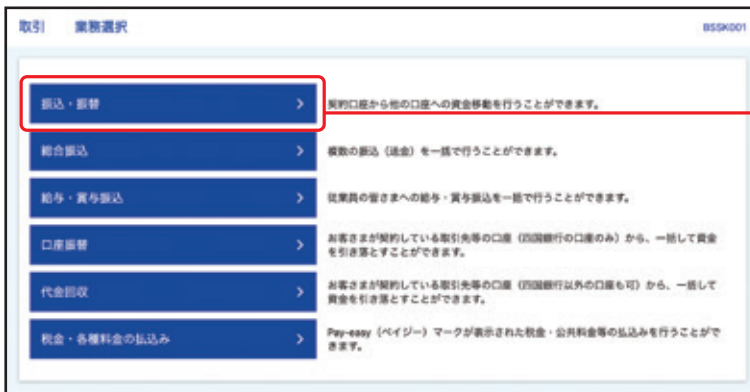 取引　業務選択
BSSK001
振込・振替
契約口座から他の口座への資金移動を行うことができます。
総合振込
複数の振込（送金）を一括で行うことができます。
給与・賞与振込
従業員の皆さまへの給与・賞与振込を一括で行うことができます。
口座振替
お客さまが契約している取引先等の口座（四国銀行の口座のみ）から、一括して資金
を引き落とすことができます。
代金回収
お客さまが契約している取引先等の口座（四国銀行以外の口座も可）から、一括して
資金を引き落とすことができます。
税金・各種料金の払込み
Pay-easy（ペイジー）マークが表示された税金・公共料金等の払込みを行うことがで
きます。